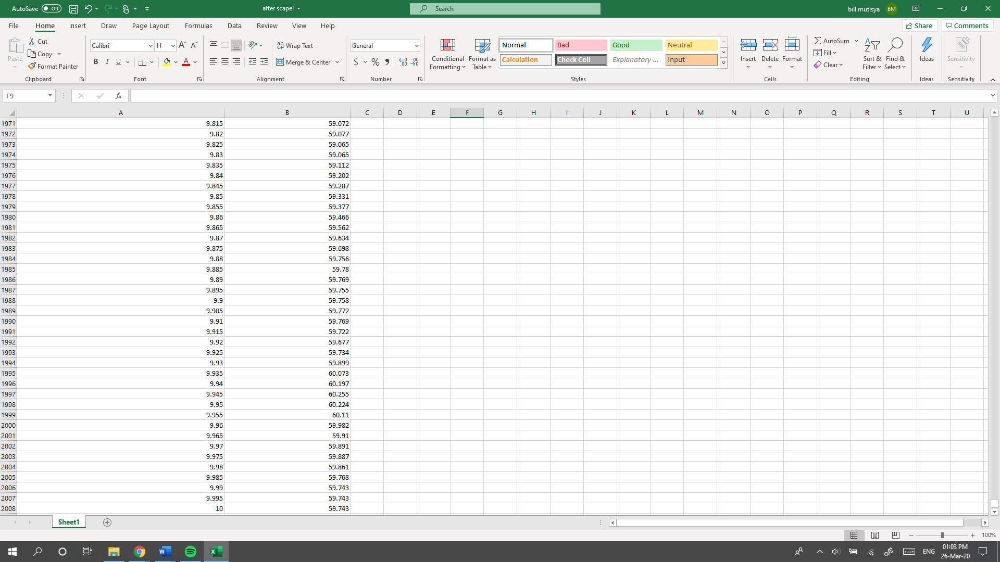 AutoSave Off after scapel Search bill mutisya BM
File Home Insert Draw Page Layout Formulas Data Review View Help Share Comments
Paste Cut Copy Format Painter Clipboard
Calibri 11 A A B I U A Font
ab Wrap Text Merge & Center Alignment
General $ % Number
Conditional Formatting Format as Table
Normal Bad Good Neutral
Calculation Check Cell Explanatory ... Input
Styles
Insert Delete Format Cells
AutoSum Fill Clear Sort & Filter Find & Select Editing
Ideas Ideas
Sensitivity Sensitivity
F9 fx
A B C D E F G H I J K L M N O P Q R S T U
1971 9.815 59.072
1972 9.82 59.077
1973 9.825 59.065
1974 9.83 59.065
1975 9.835 59.112
1976 9.84 59.202
1977 9.845 59.287
1978 9.85 59.331
1979 9.855 59.377
1980 9.86 59.466
1981 9.865 59.562
1982 9.87 59.634
1983 9.875 59.698
1984 9.88 59.756
1985 9.885 59.78
1986 9.89 59.769
1987 9.895 59.755
1988 9.9 59.758
1989 9.905 59.772
1990 9.91 59.769
1991 9.915 59.722
1992 9.92 59.677
1993 9.925 59.734
1994 9.93 59.899
1995 9.935 60.073
1996 9.94 60.197
1997 9.945 60.255
1998 9.95 60.224
1999 9.955 60.11
2000 9.96 59.982
2001 9.965 59.91
2002 9.97 59.891
2003 9.975 59.887
2004 9.98 59.861
2005 9.985 59.768
2006 9.99 59.743
2007 9.995 59.743
2008 10 59.743
Sheet1
100%
ENG 01:03 PM
26-Mar-20